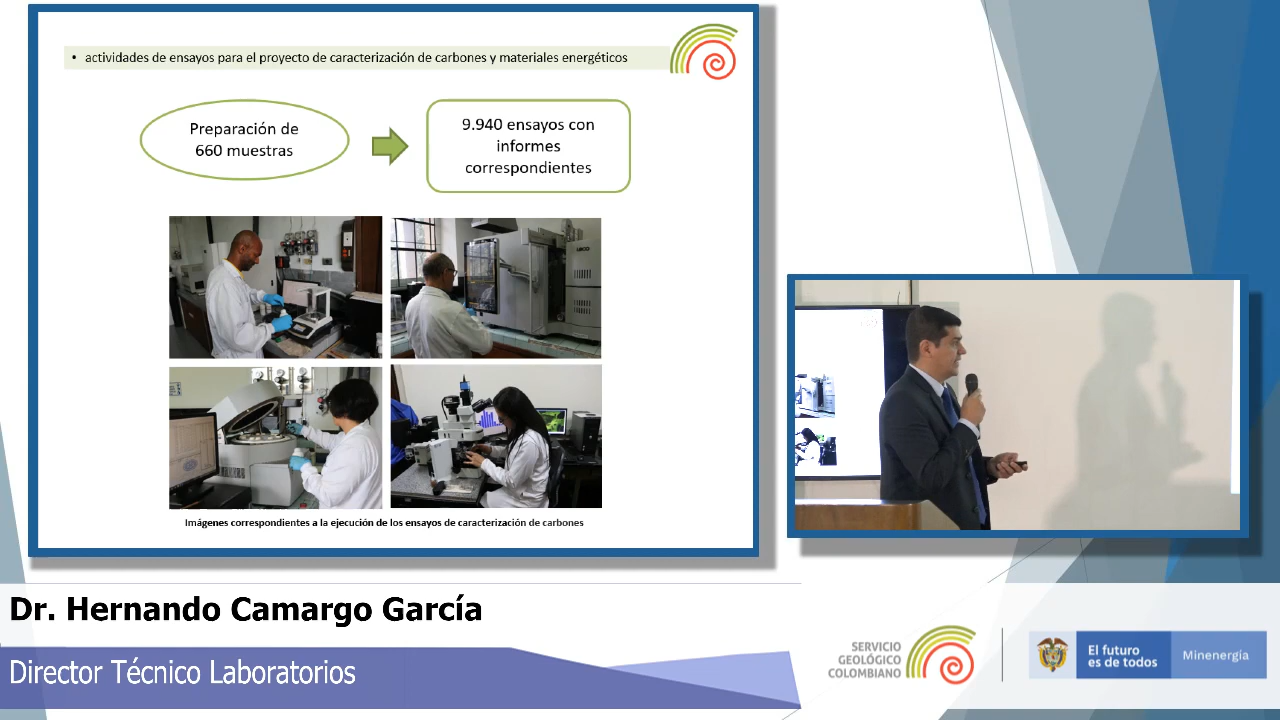 • actividades de ensayos para el proyecto de caracterización de carbones y materiales energéticos
Preparación de
660 muestras
9.940 ensayos con
informes
correspondientes
LECO
Imágenes correspondientes a la ejecución de los ensayos de caracterización de carbones
Dr. Hernando Camargo García
Director Técnico Laboratorios
SERVICIO
GEOLÓGICO
COLOMBIANO
El futuro
es de todos
Minenergía